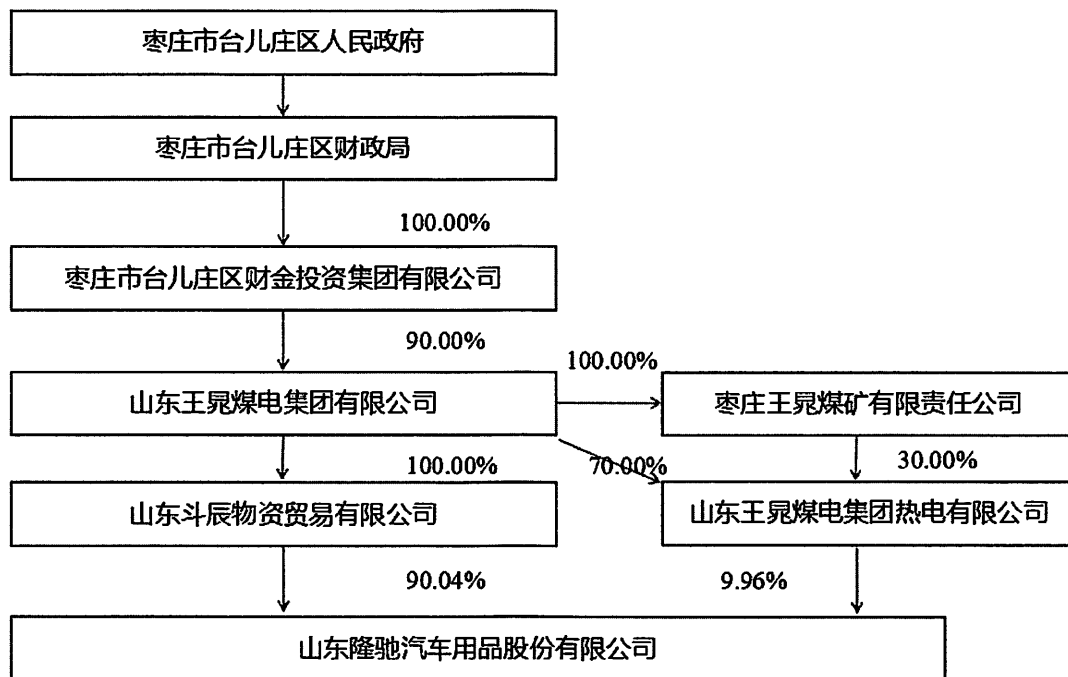 枣庄市台儿庄区人民政府
枣庄市台儿庄区财政局
100.00%
枣庄市台儿庄区财金投资集团有限公司
90.00%
100.00%
山东王晁煤电集团有限公司
枣庄王晁煤矿有限责任公司
100.00%
70.00%
30.00%
山东斗辰物资贸易有限公司
山东王晁煤电集团热电有限公司
90.04%
9.96%
山东隆驰汽车用品股份有限公司